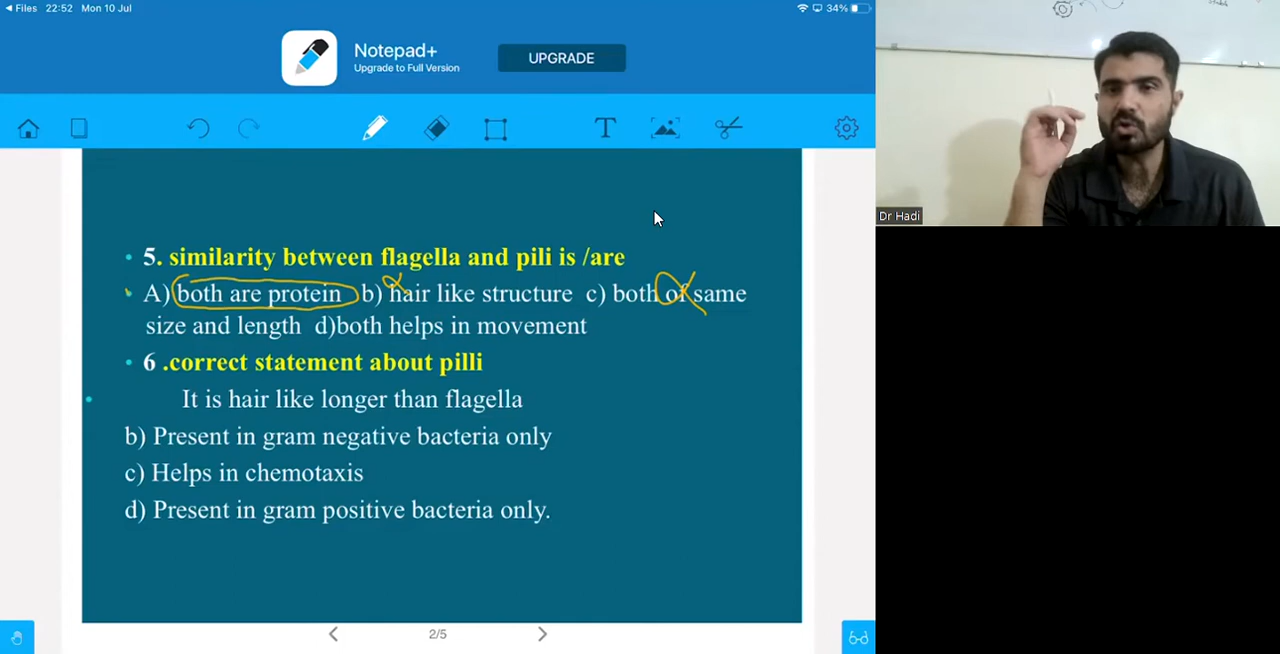 Files 22:52 Mon 10 Jul
34%
Notepad+
Upgrade to Full Version
UPGRADE
T
Dr Hadi
5. similarity between flagella and pili is /are
A) both are protein b) hair like structure c) both of same
size and length d)both helps in movement
6 .correct statement about pilli
It is hair like longer than flagella
b) Present in gram negative bacteria only
c) Helps in chemotaxis
d) Present in gram positive bacteria only.
2/5